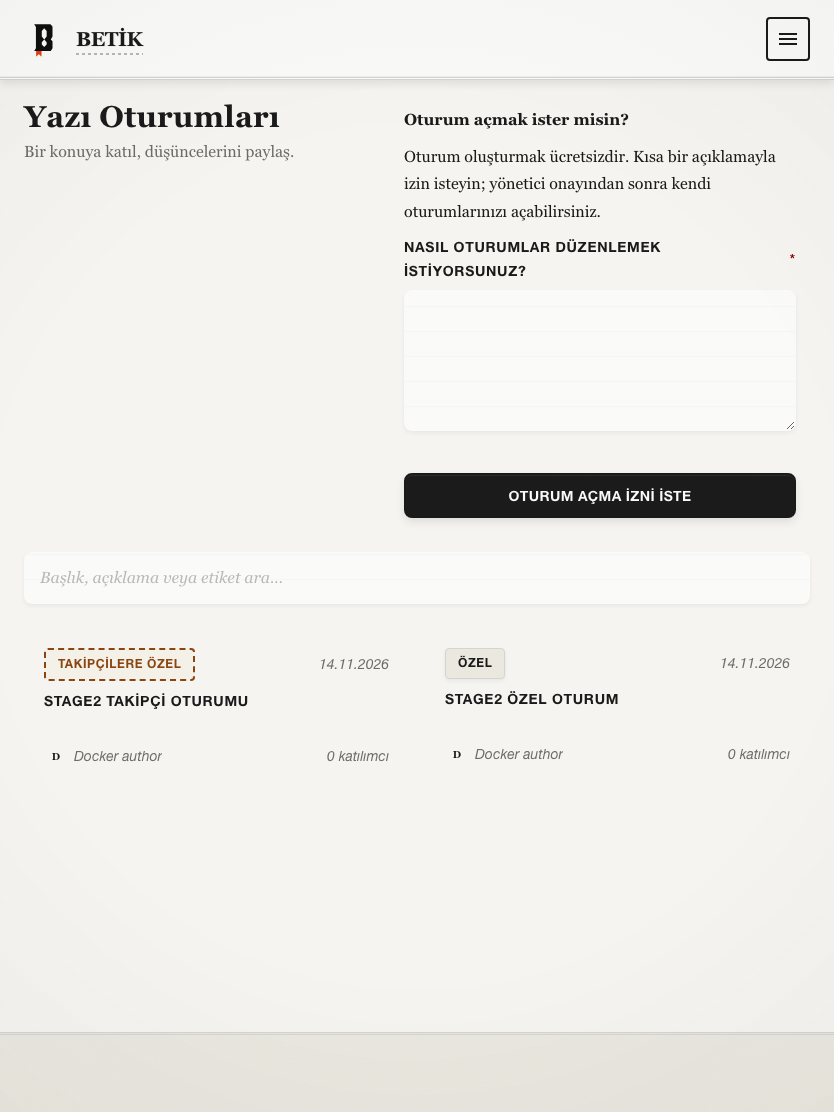 BETİK
Yazı Oturumları
Bir konuya katıl, düşüncelerini paylaş.
Oturum açmak ister misin?
Oturum oluşturmak ücretsizdir. Kısa bir açıklamayla
izin isteyin; yönetici onayından sonra kendi
oturumlarınızı açabilirsiniz.
NASIL OTURUMLAR DÜZENLEMEK
İSTİYORSUNUZ? *
OTURUM AÇMA İZNİ İSTE
Başlık, açıklama veya etiket ara...
TAKİPÇİLERE ÖZEL 14.11.2026
STAGE2 TAKİPÇİ OTURUMU
D Docker author 0 katılımcı
ÖZEL 14.11.2026
STAGE2 ÖZEL OTURUM
D Docker author 0 katılımcı